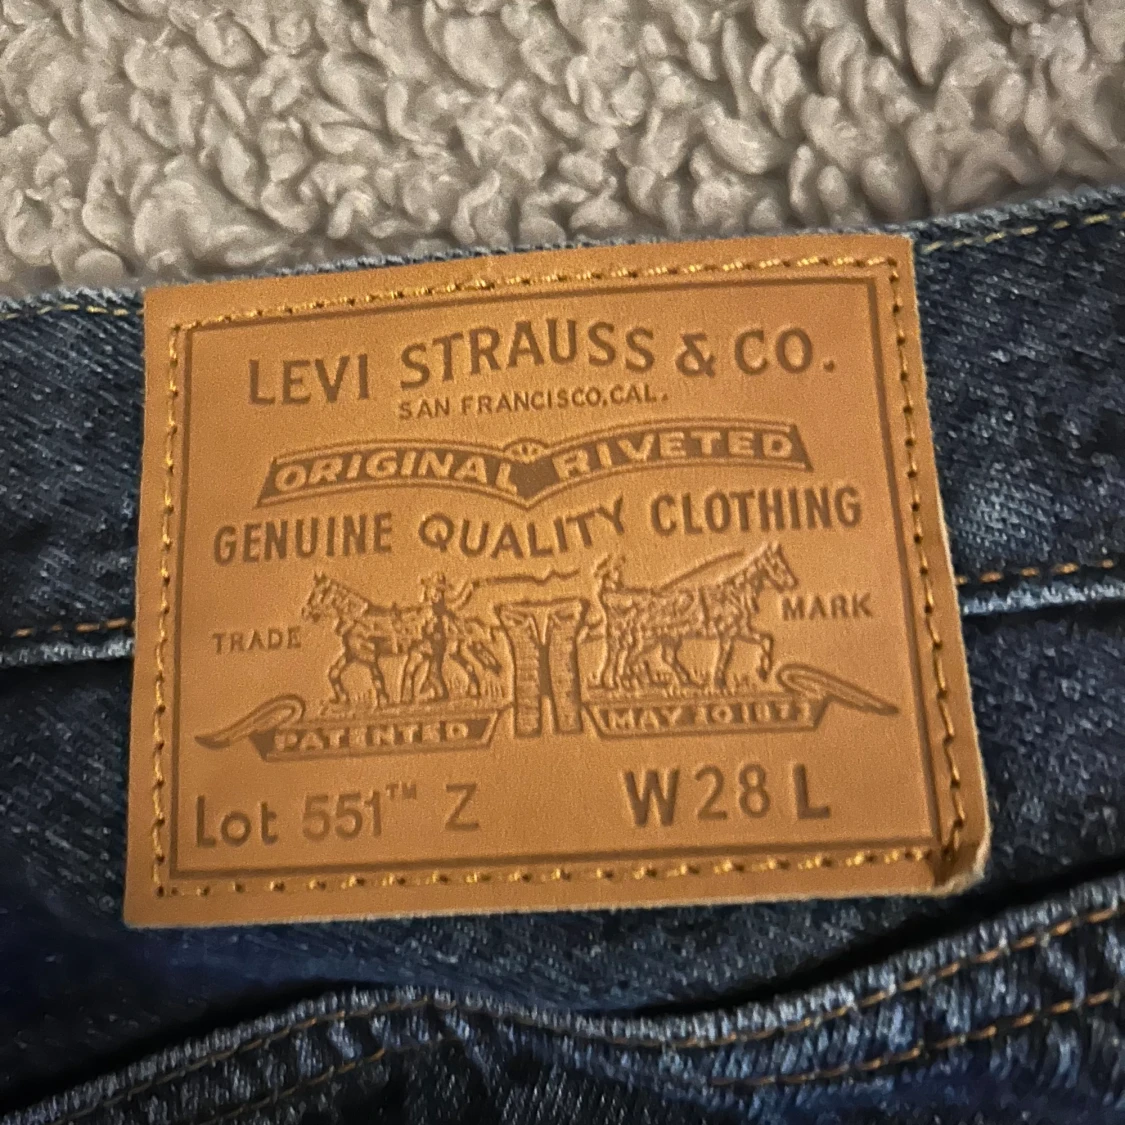 LEVI STRAUSS & CO.
SAN FRANCISCO, CAL.
ORIGINAL RIVETED
GENUINE QUALITY CLOTHING
TRADE MARK
PATENTED MAY 20 1873
Lot 551™ Z W28 L